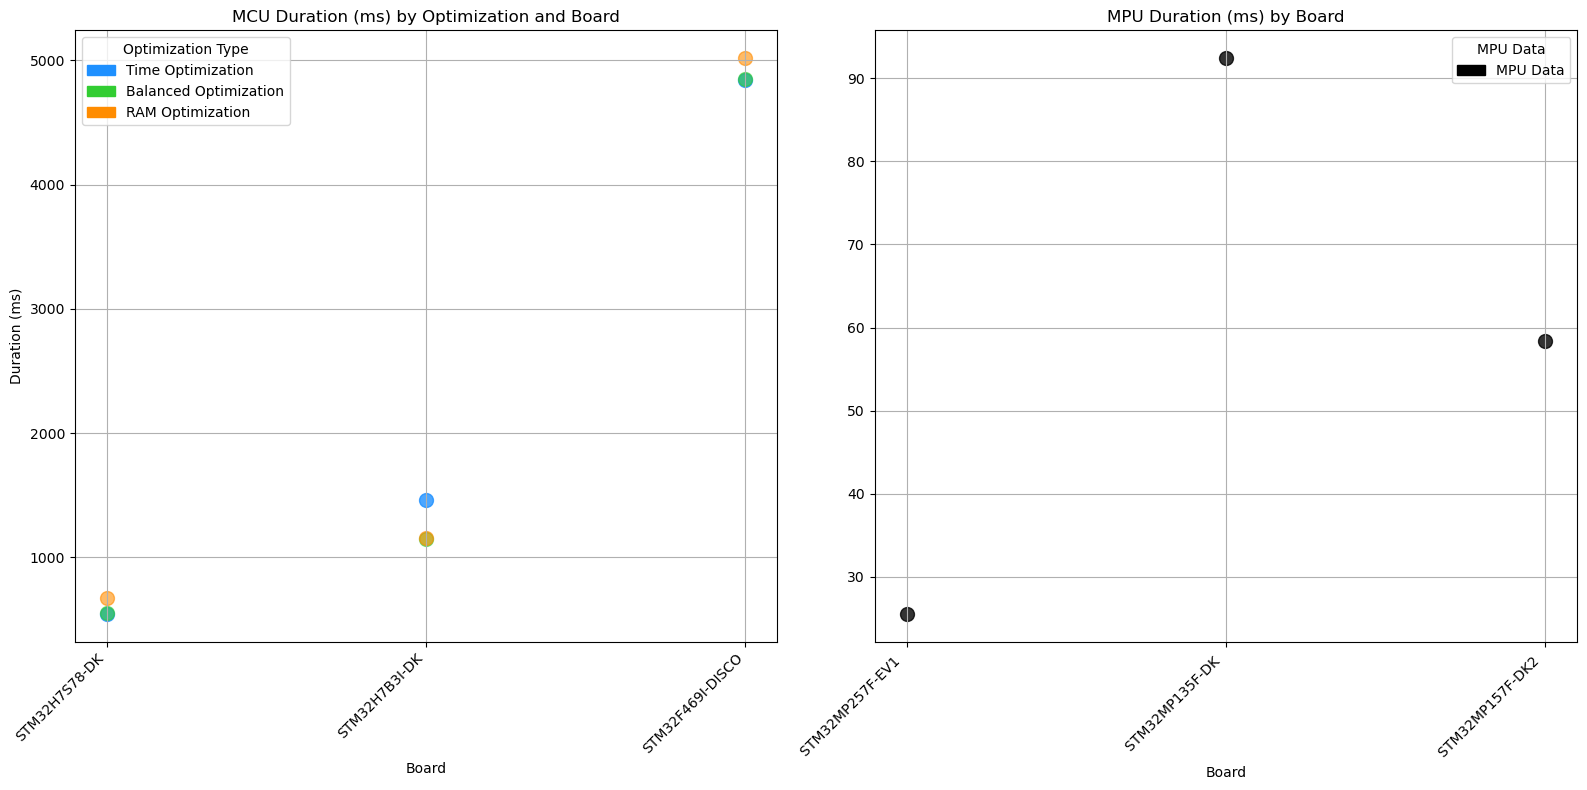 MCU Duration (ms) by Optimization and Board
Optimization Type
Time Optimization
Balanced Optimization
RAM Optimization
5000
4000
3000
2000
1000
Duration (ms)
STM32H7S78-DK
STM32H7B3I-DK
STM32F469I-DISCO
Board
MPU Duration (ms) by Board
MPU Data
MPU Data
90
80
70
60
50
40
30
STM32MP257F-EV1
STM32MP135F-DK
STM32MP157F-DK2
Board